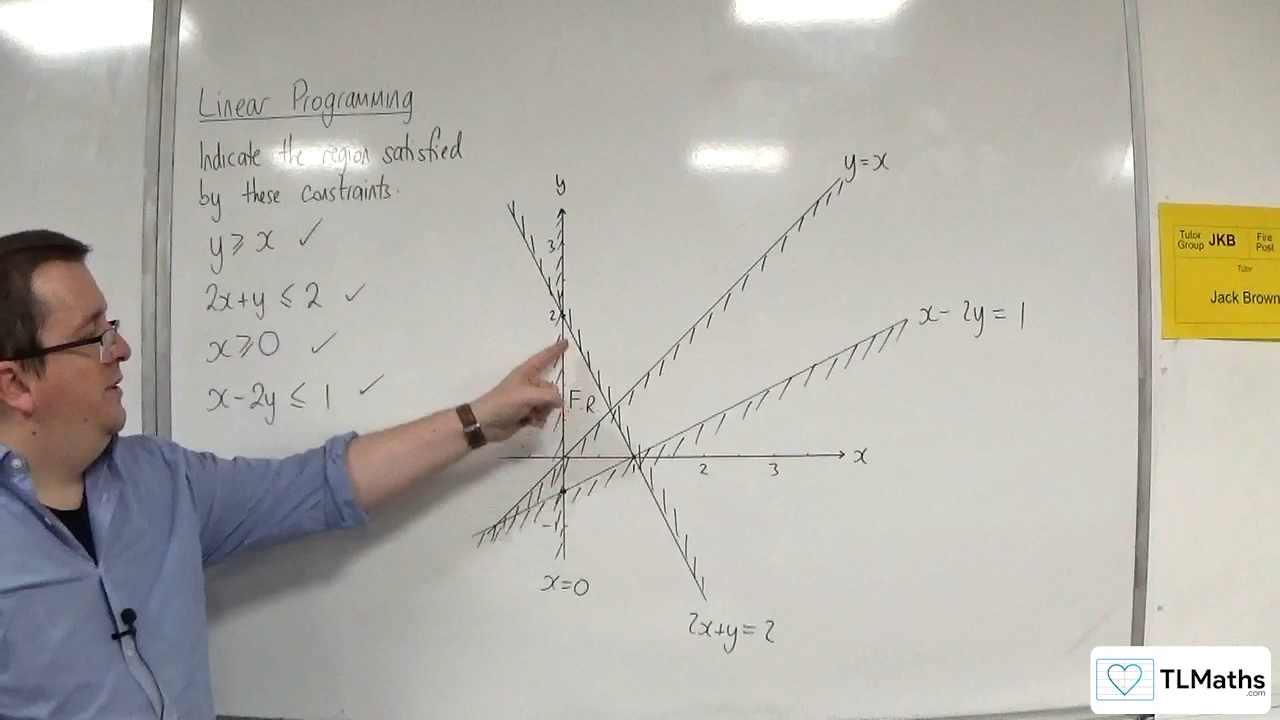 Linear Programming
Indicate the region satisfied
by these constraints.
y ⩾ x ✓
2x+y ⩽ 2 ✓
x ⩾ 0 ✓
x-2y ⩽ 1 ✓
y
3
2
-1
F.R
x=0
2
3
x
y=x
x-2y=1
2x+y=2
Tutor Group JKB
Fire Post
Tutor
Jack Brown
TLMaths
.com